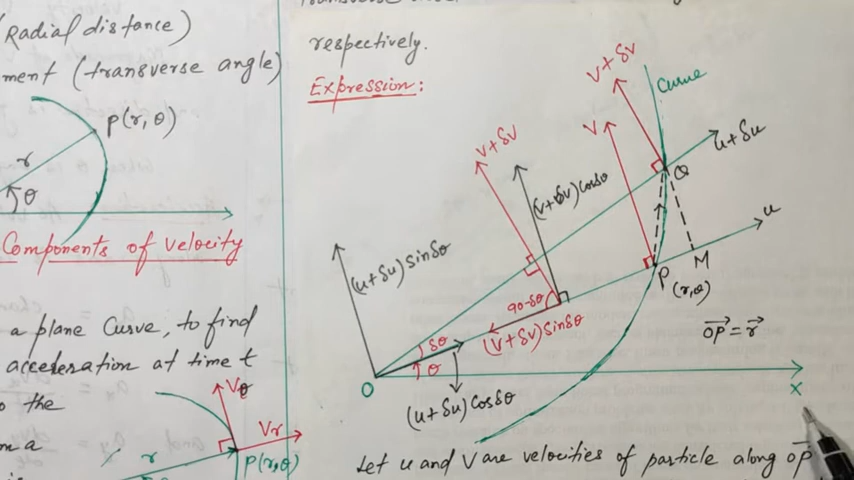 (Radial distance)
ment (transverse angle)
P(r,θ)
r
θ
Components of Velocity
a plane Curve, to find
acceleration at time t
o the
m a
Vθ
Vr
r
P(r,θ)
respectively.
Expression:
V+δV
Curve
V
u+δu
V+δV
Q
(V+δV)cosδθ
u
(u+δu)sinδθ
M
P
(r,θ)
90-δθ
(V+δV)sinδθ
δθ
θ
OP = r
O
X
(u+δu)cosδθ
Let u and V are velocities of particle along OP